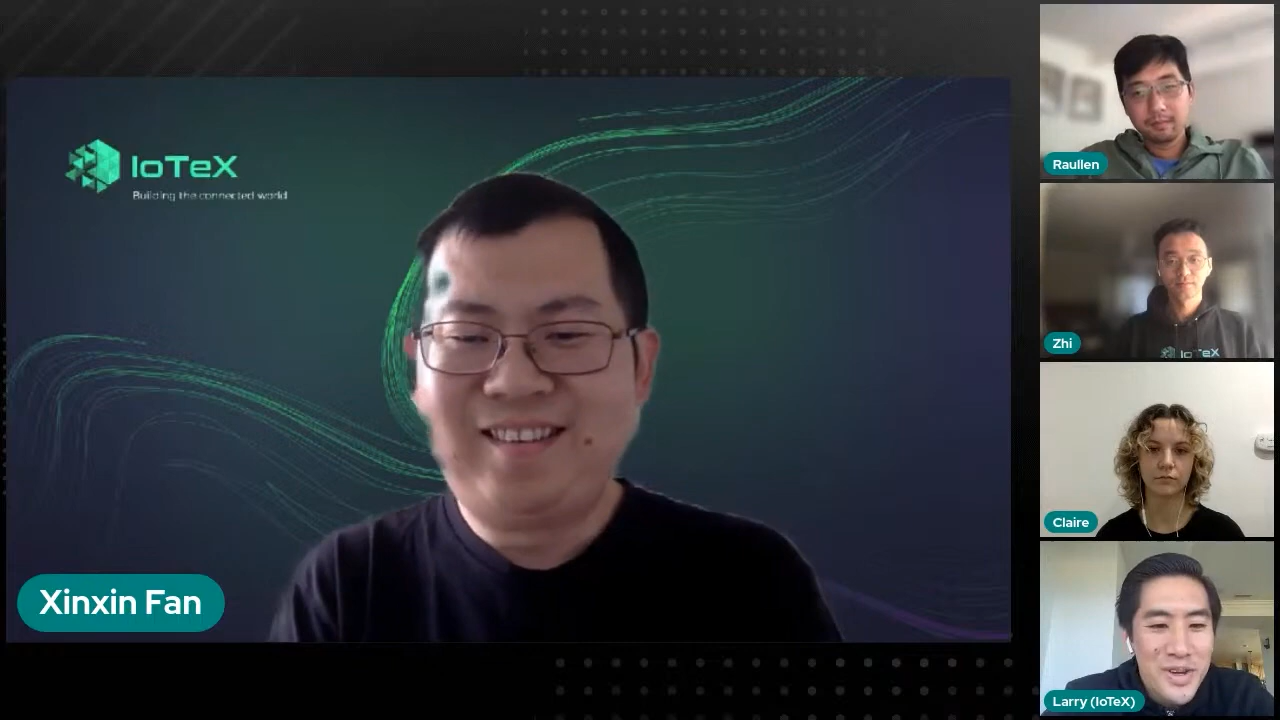 IoTeX
Building the connected world
Xinxin Fan
Raullen
Zhi
IoTeX
Claire
Larry (IoTeX)